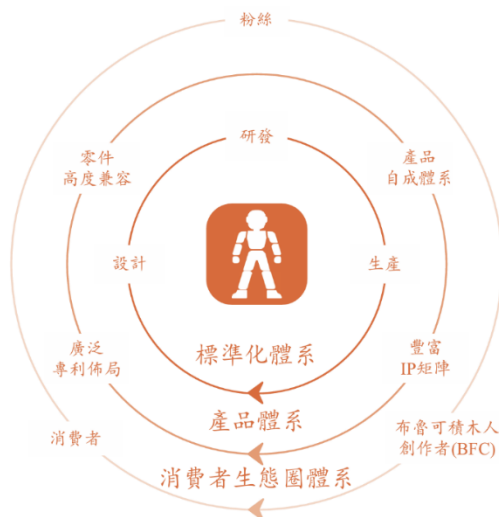 粉絲
研發
零件
高度兼容
產品
自成體系
設計
生產
標準化體系
廣泛
專利佈局
豐富
IP矩陣
產品體系
消費者
布魯可積木人
創作者(BFC)
消費者生態圈體系